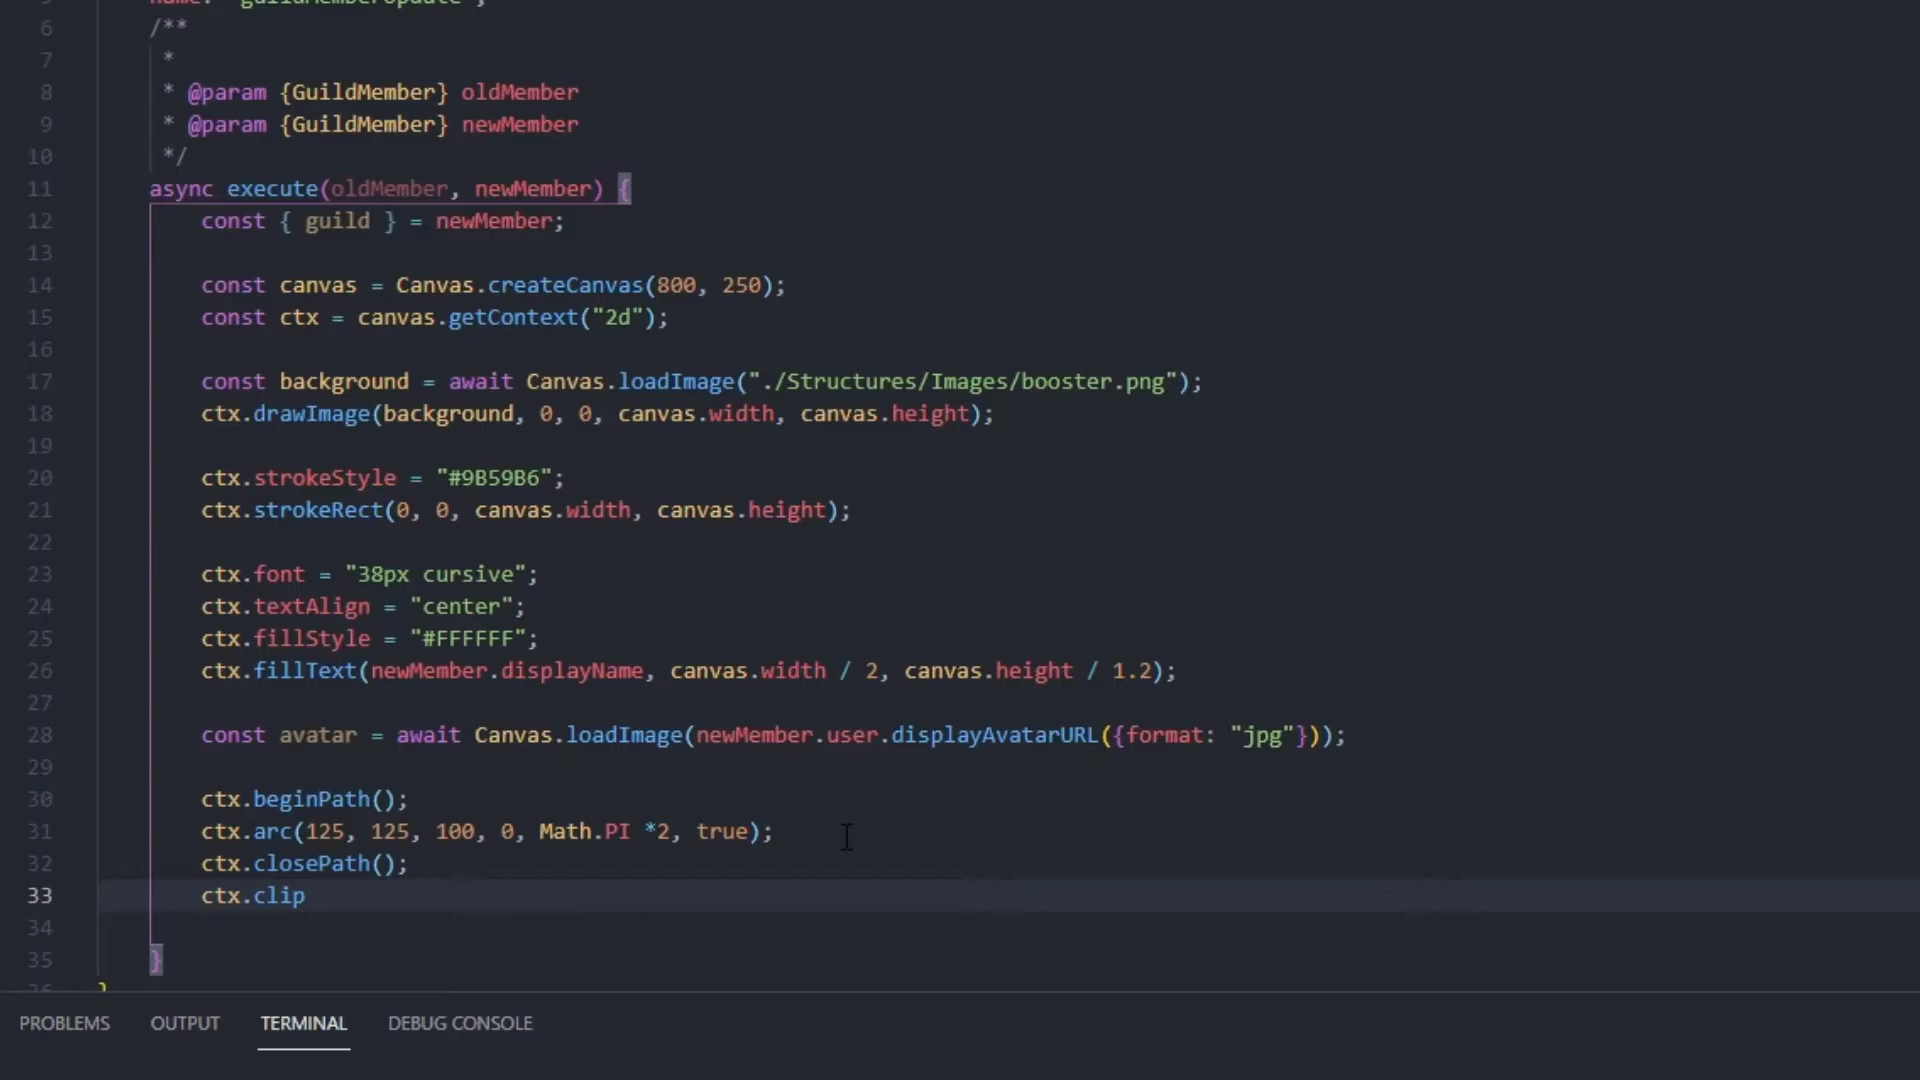 6 /**
7 *
8 * @param {GuildMember} oldMember
9 * @param {GuildMember} newMember
10 */
11 async execute(oldMember, newMember) {
12 const { guild } = newMember;
13
14 const canvas = Canvas.createCanvas(800, 250);
15 const ctx = canvas.getContext("2d");
16
17 const background = await Canvas.loadImage("./Structures/Images/booster.png");
18 ctx.drawImage(background, 0, 0, canvas.width, canvas.height);
19
20 ctx.strokeStyle = "#9B59B6";
21 ctx.strokeRect(0, 0, canvas.width, canvas.height);
22
23 ctx.font = "38px cursive";
24 ctx.textAlign = "center";
25 ctx.fillStyle = "#FFFFFF";
26 ctx.fillText(newMember.displayName, canvas.width / 2, canvas.height / 1.2);
27
28 const avatar = await Canvas.loadImage(newMember.user.displayAvatarURL({format: "jpg"}));
29
30 ctx.beginPath();
31 ctx.arc(125, 125, 100, 0, Math.PI *2, true);
32 ctx.closePath();
33 ctx.clip
34
35 }
PROBLEMS OUTPUT TERMINAL DEBUG CONSOLE